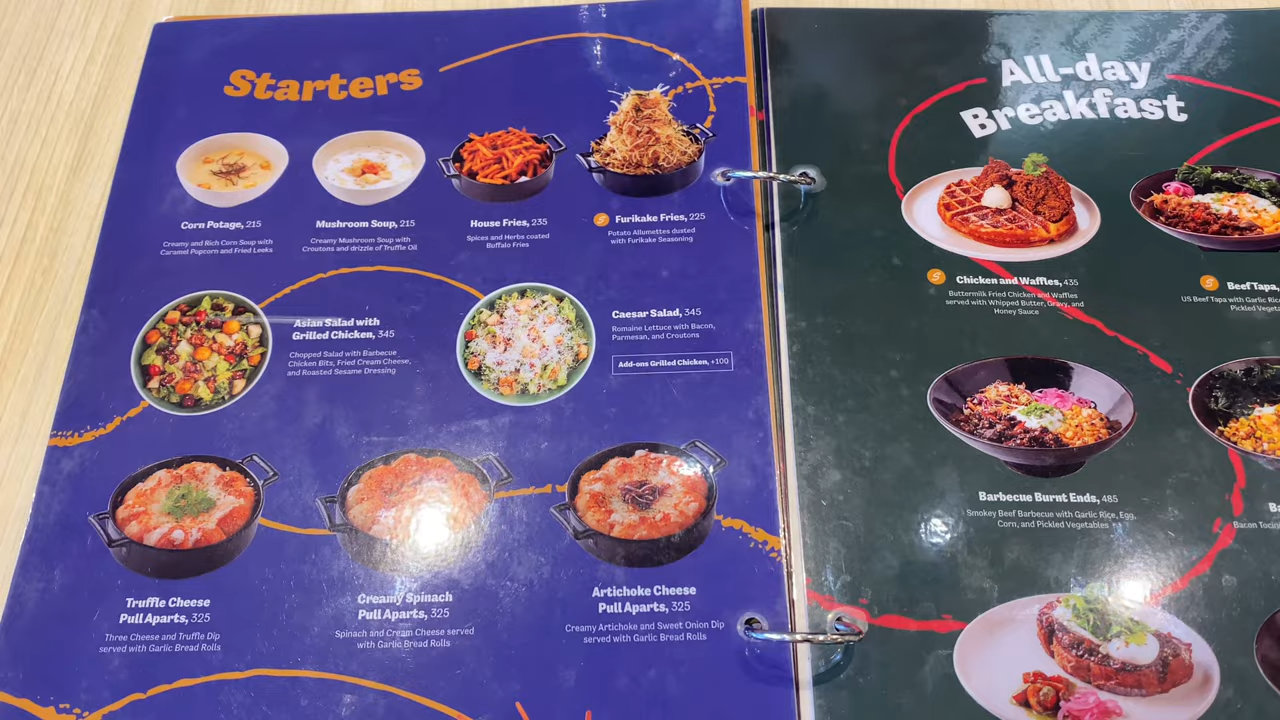 Starters
Corn Potage, 215
Creamy and Rich Corn Soup with
Caramel Popcorn and Fried Leeks
Mushroom Soup, 215
Creamy Mushroom Soup with
Croutons and drizzle of Truffle Oil
House Fries, 235
Spices and Herbs coated
Buffalo Fries
S Furikake Fries, 225
Potato Allumettes dusted
with Furikake Seasoning
Asian Salad with
Grilled Chicken, 345
Chopped Salad with Barbecue
Chicken Bits, Fried Cream Cheese,
and Roasted Sesame Dressing
Caesar Salad, 345
Romaine Lettuce with Bacon,
Parmesan, and Croutons
Add-ons Grilled Chicken, +100
Truffle Cheese
Pull Aparts, 325
Three Cheese and Truffle Dip
served with Garlic Bread Rolls
Creamy Spinach
Pull Aparts, 325
Spinach and Cream Cheese served
with Garlic Bread Rolls
Artichoke Cheese
Pull Aparts, 325
Creamy Artichoke and Sweet Onion Dip
served with Garlic Bread Rolls
All-day
Breakfast
S Chicken and Waffles, 435
Buttermilk Fried Chicken and Waffles
served with Whipped Butter, Gravy, and
Honey Sauce
S Beef Tapa,
US Beef Tapa with Garlic
Pickled
Barbecue Burnt Ends, 485
Smokey Beef Barbecue with Garlic Rice, Egg,
Corn, and Pickled Vegetables
Bacon